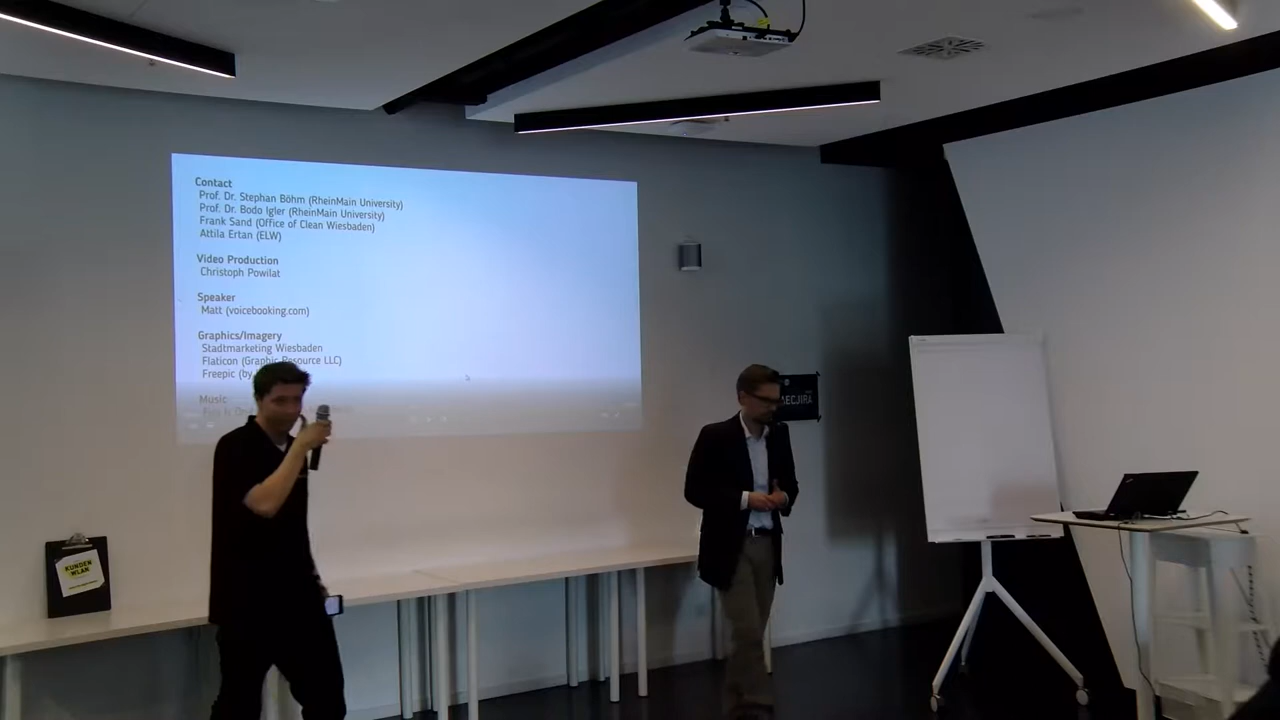 Contact
Prof. Dr. Stephan Böhm (RheinMain University)
Prof. Dr. Bodo Igler (RheinMain University)
Frank Sand (Office of Clean Wiesbaden)
Attila Ertan (ELW)
Video Production
Christoph Powilat
Speaker
Matt (voicebooking.com)
Graphics/Imagery
Stadtmarketing Wiesbaden
Flaticon (Graphic Resource LLC)
Freepic (by
Music
KUNDEN
WLAN
AECJIRA